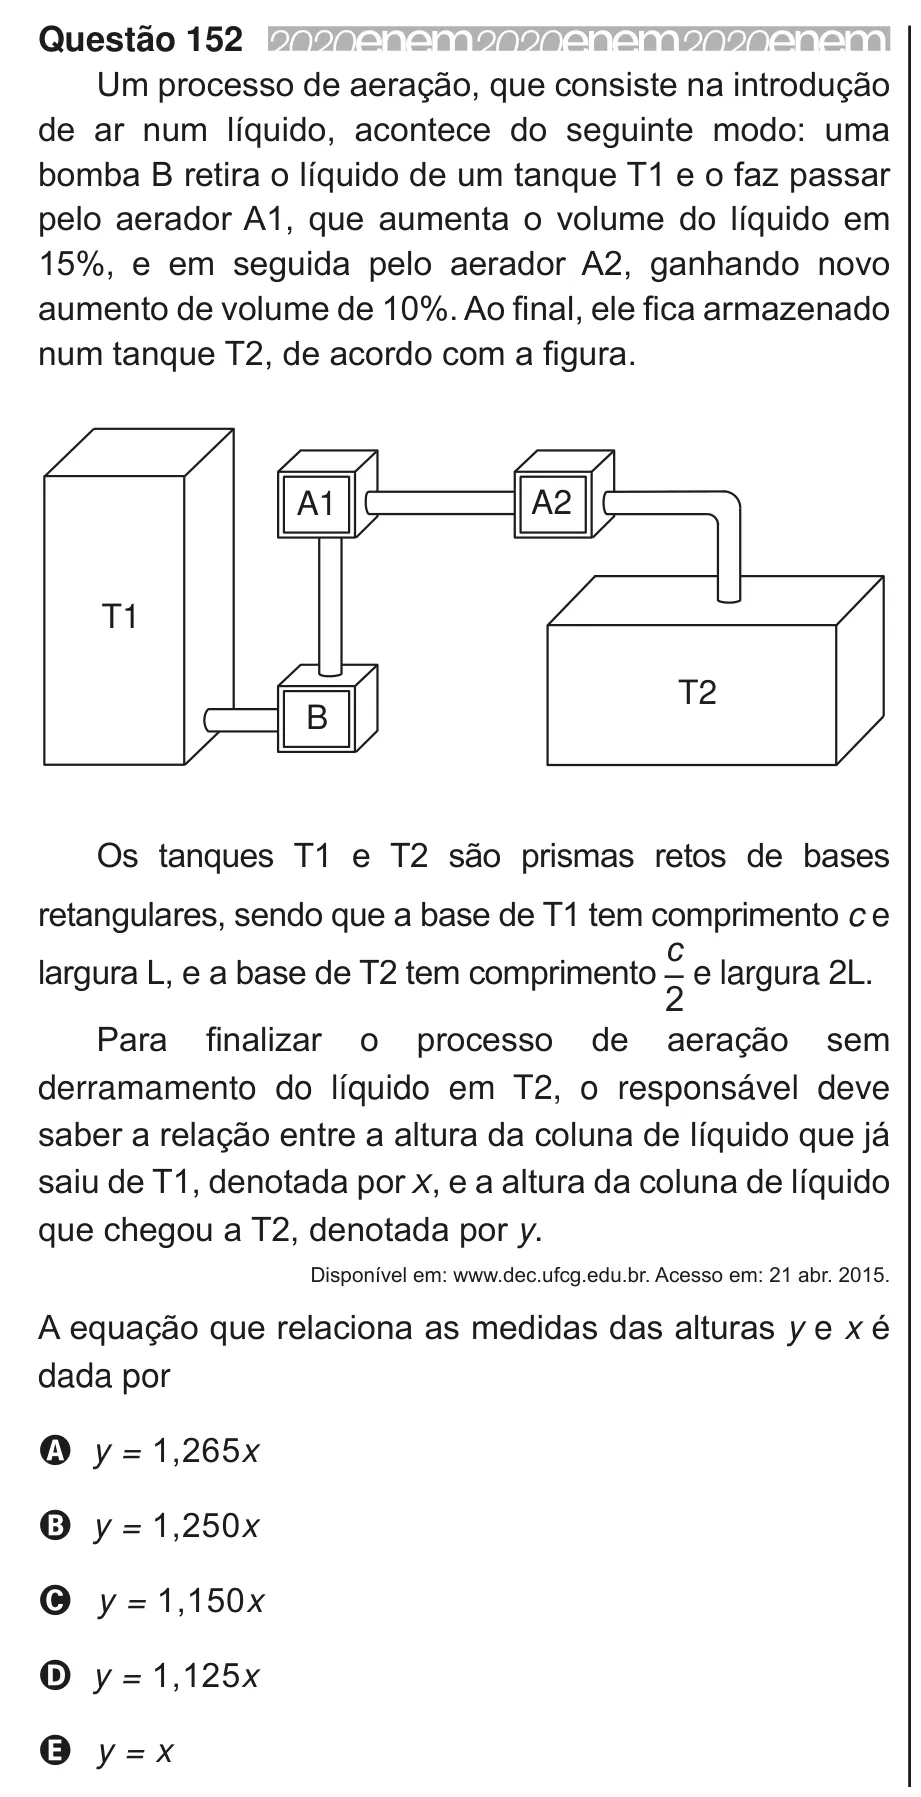 Questão 152 2020enem2020enem2020enem
Um processo de aeração, que consiste na introdução
de ar num líquido, acontece do seguinte modo: uma
bomba B retira o líquido de um tanque T1 e o faz passar
pelo aerador A1, que aumenta o volume do líquido em
15%, e em seguida pelo aerador A2, ganhando novo
aumento de volume de 10%. Ao final, ele fica armazenado
num tanque T2, de acordo com a figura.
A1
A2
T1
T2
B
Os tanques T1 e T2 são prismas retos de bases
retangulares, sendo que a base de T1 tem comprimento c e
largura L, e a base de T2 tem comprimento c/2 e largura 2L.
Para finalizar o processo de aeração sem
derramamento do líquido em T2, o responsável deve
saber a relação entre a altura da coluna de líquido que já
saiu de T1, denotada por x, e a altura da coluna de líquido
que chegou a T2, denotada por y.
Disponível em: www.dec.ufcg.edu.br. Acesso em: 21 abr. 2015.
A equação que relaciona as medidas das alturas y e x é
dada por
A y = 1,265x
B y = 1,250x
C y = 1,150x
D y = 1,125x
E y = x